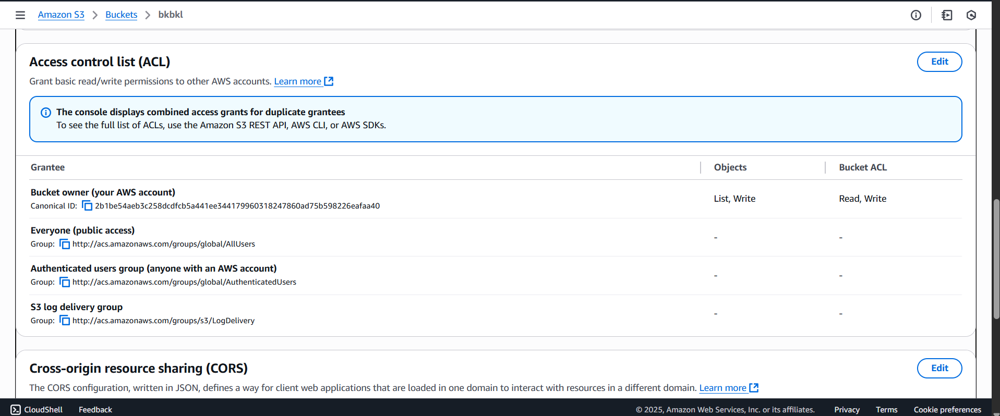 Amazon S3 > Buckets > bkbkl
Access control list (ACL)
Edit
Grant basic read/write permissions to other AWS accounts. Learn more
The console displays combined access grants for duplicate grantees
To see the full list of ACLs, use the Amazon S3 REST API, AWS CLI, or AWS SDKs.
Grantee Objects Bucket ACL
Bucket owner (your AWS account)
Canonical ID: 2b1be54aeb3c258dcdfcb5a441ee344179960318247860ad75b598226eafaa40
List, Write Read, Write
Everyone (public access)
Group: http://acs.amazonaws.com/groups/global/AllUsers
- -
Authenticated users group (anyone with an AWS account)
Group: http://acs.amazonaws.com/groups/global/AuthenticatedUsers
- -
S3 log delivery group
Group: http://acs.amazonaws.com/groups/s3/LogDelivery
- -
Cross-origin resource sharing (CORS)
Edit
The CORS configuration, written in JSON, defines a way for client web applications that are loaded in one domain to interact with resources in a different domain. Learn more
CloudShell Feedback © 2025, Amazon Web Services, Inc. or its affiliates. Privacy Terms Cookie preferences